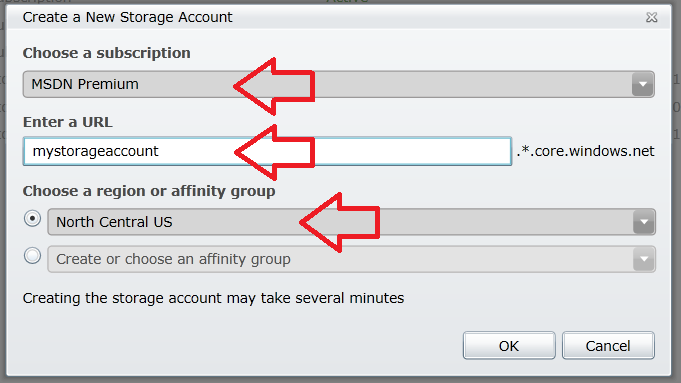 Create a New Storage Account
Choose a subscription
MSDN Premium
Enter a URL
mystorageaccount .*.core.windows.net
Choose a region or affinity group
North Central US
Create or choose an affinity group
Creating the storage account may take several minutes
OK Cancel